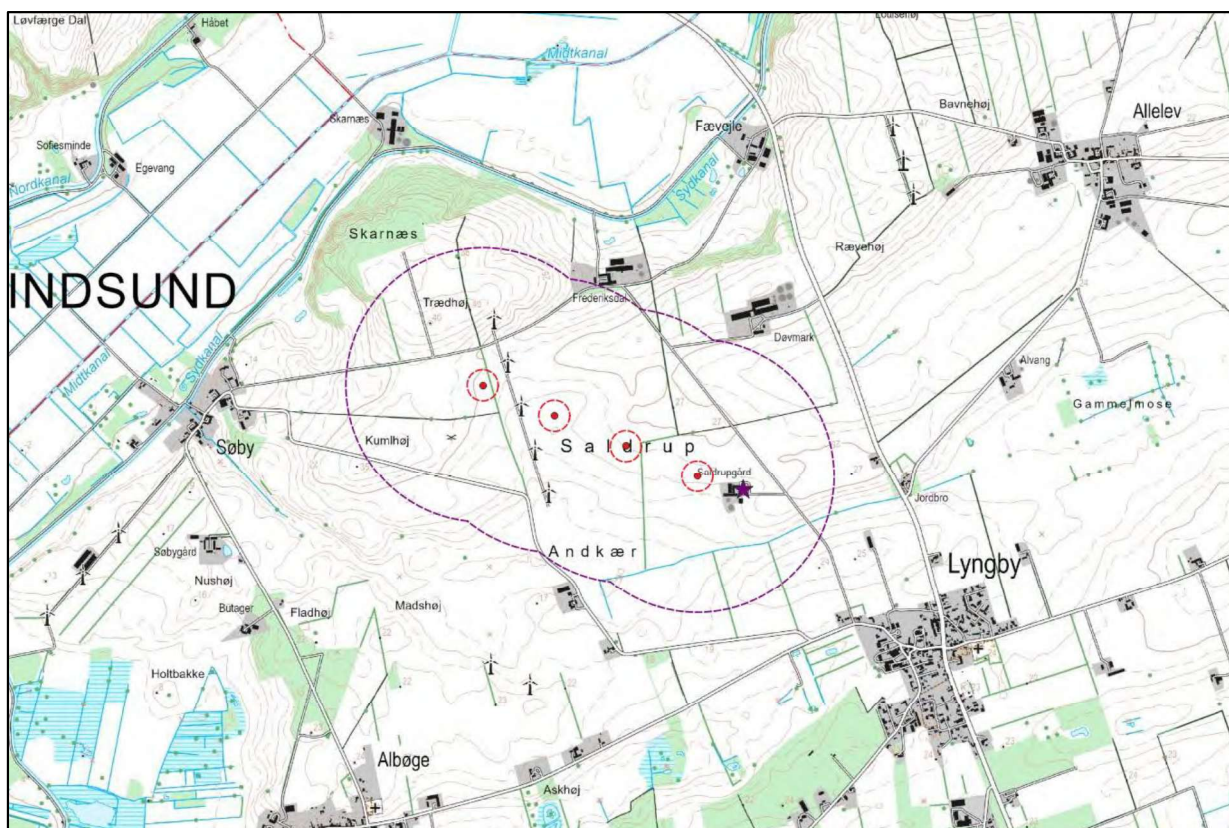 Løvfærge Dal
Håbet
Louisehøj
Midtkanal
Skarnæs
Fævejle
Bavnehøj
Allelev
Sofiesminde
Egevang
Nordkanal
Sydkanal
Skarnæs
Rævehøj
INDSUND
Trædhøj
Frederiksdal
Døvmark
Midtkanal
Sydkanal
Alvang
Gammelmose
Søby
Kumlhøj
Saldrup
Saldrupgård
Jordbro
Søbygård
Andkær
Lyngby
Nushøj
Butager
Fladhøj
Madshøj
Holtbakke
Albøge
Askhøj